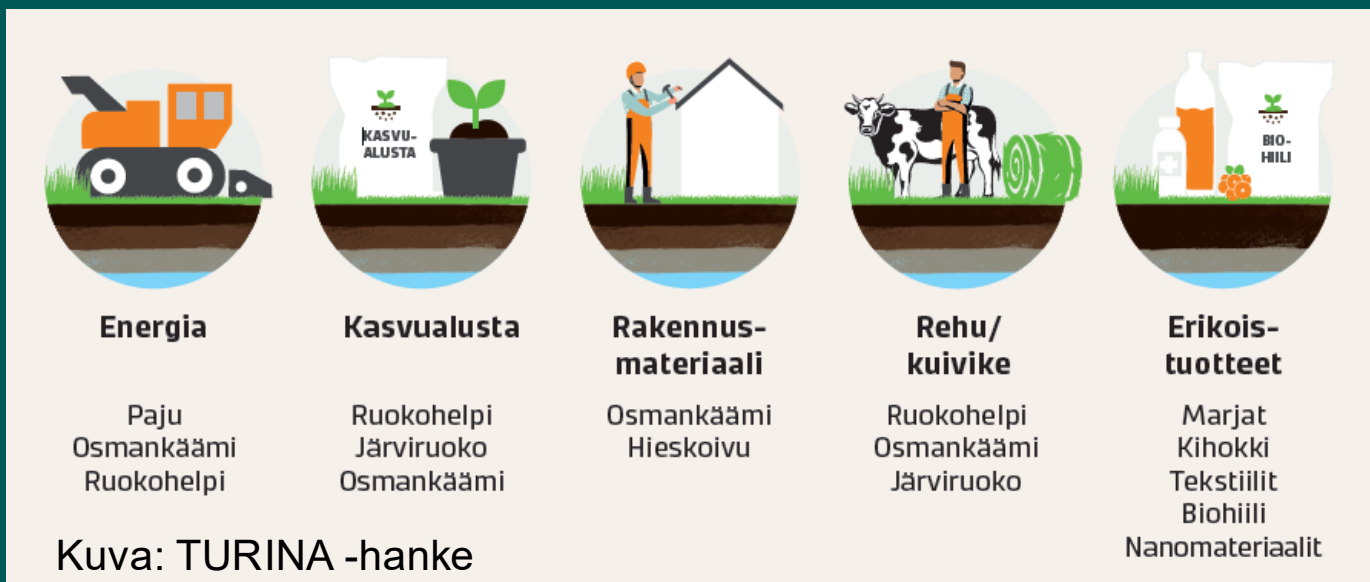 KASVU-
ALUSTA
BIO-
HIILI
Energia
Paju
Osmankäämi
Ruokohelpi
Kasvualusta
Ruokohelpi
Järviruoko
Osmankäämi
Rakennus-
materiaali
Osmankäämi
Hieskoivu
Rehu/
kuivike
Ruokohelpi
Osmankäämi
Järviruoko
Erikois-
tuotteet
Marjat
Kihokki
Tekstiilit
Biohiili
Nanomateriaalit
Kuva: TURINA -hanke